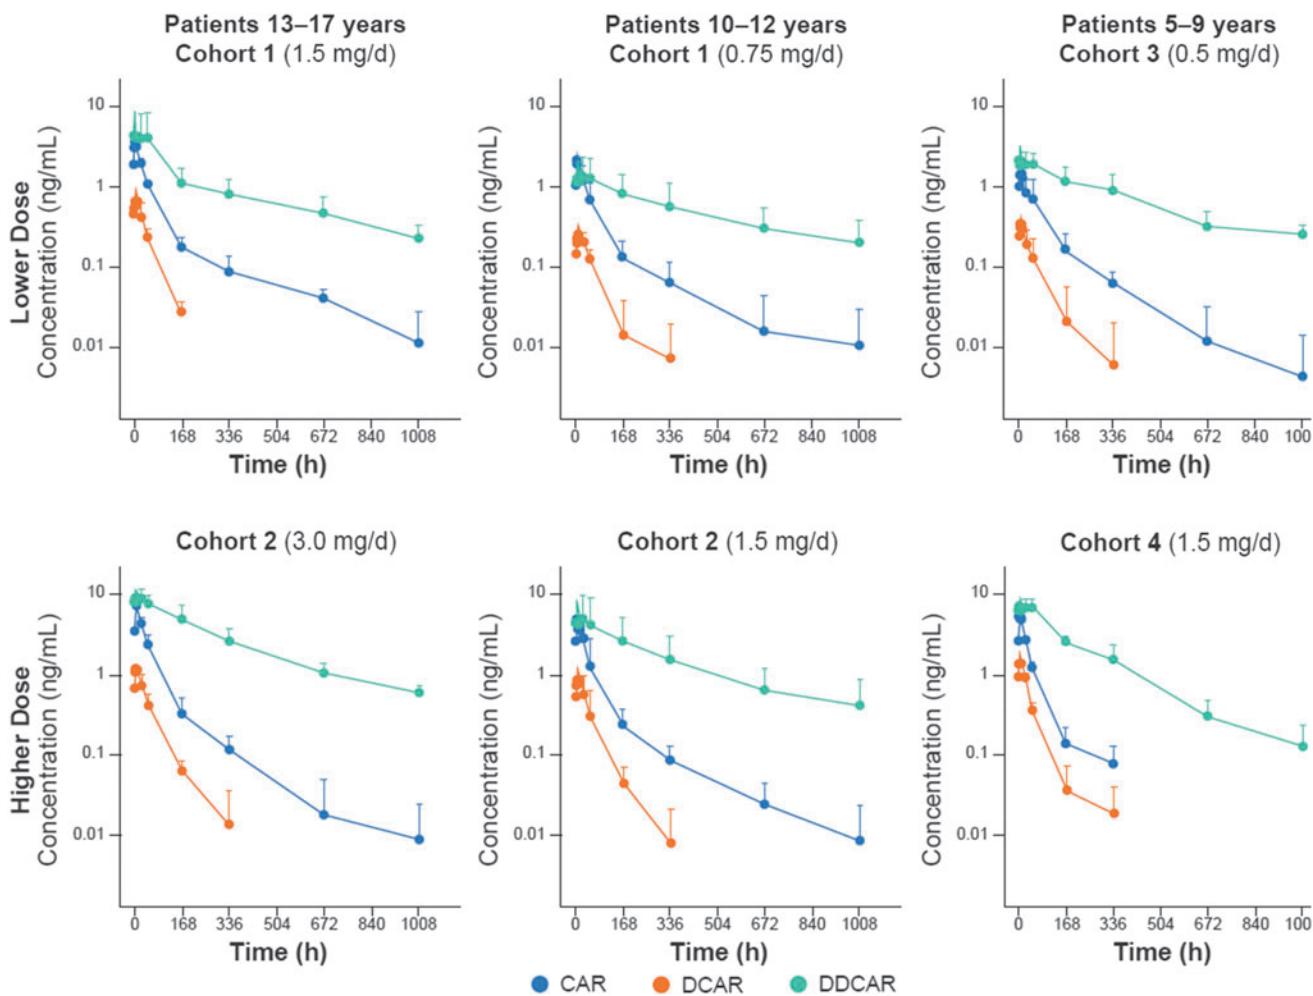 Patients 13–17 years
Cohort 1 (1.5 mg/d)
Patients 10–12 years
Cohort 1 (0.75 mg/d)
Patients 5–9 years
Cohort 3 (0.5 mg/d)
Lower Dose
Concentration (ng/mL)
10
1
0.1
0.01
0 168 336 504 672 840 1008
Time (h)
Concentration (ng/mL)
10
1
0.1
0.01
0 168 336 504 672 840 1008
Time (h)
Concentration (ng/mL)
10
1
0.1
0.01
0 168 336 504 672 840 100
Time (h)
Cohort 2 (3.0 mg/d)
Cohort 2 (1.5 mg/d)
Cohort 4 (1.5 mg/d)
Higher Dose
Concentration (ng/mL)
10
1
0.1
0.01
0 168 336 504 672 840 1008
Time (h)
Concentration (ng/mL)
10
1
0.1
0.01
0 168 336 504 672 840 1008
Time (h)
Concentration (ng/mL)
10
1
0.1
0.01
0 168 336 504 672 840 100
Time (h)
CAR DCAR DDCAR